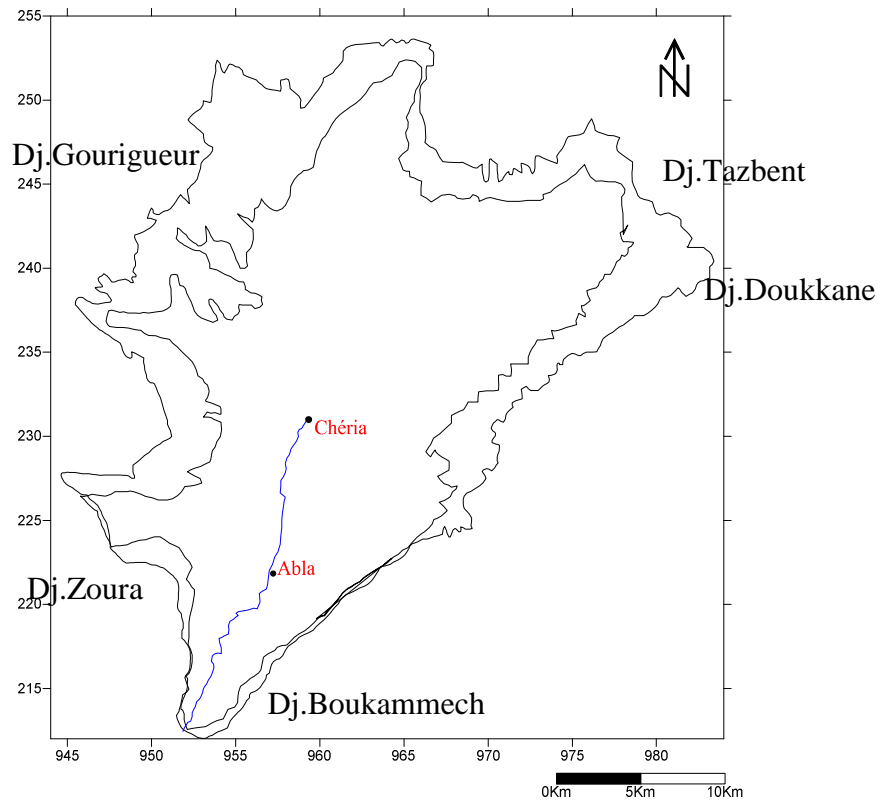 255
N
250
Dj.Gourigueur
Dj.Tazbent
245
240
Dj.Doukkane
235
Chéria
230
225
Abla
Dj.Zoura
220
215
Dj.Boukammech
945 950 955 960 965 970 975 980
0Km 5Km 10Km